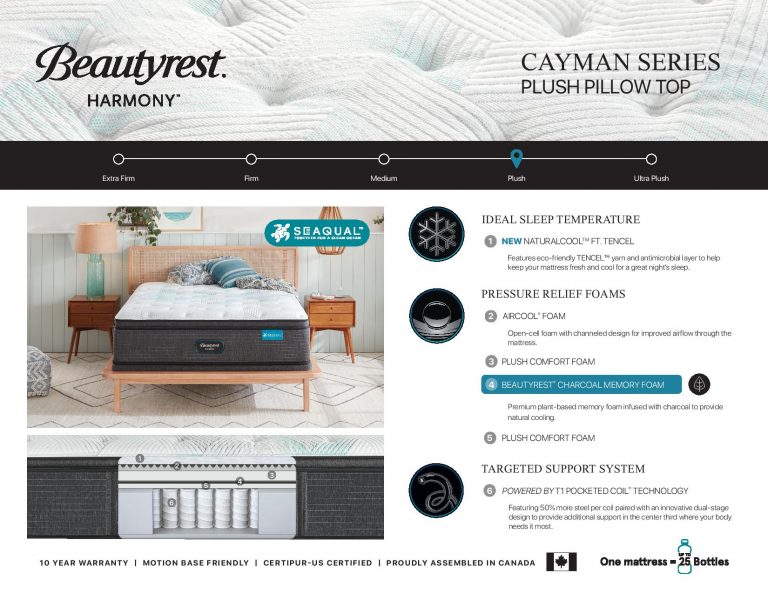 Beautyrest.
HARMONY™
CAYMAN SERIES
PLUSH PILLOW TOP
Extra Firm
Firm
Medium
Plush
Ultra Plush
SEAQUAL™
TOGETHER FOR A CLEAN OCEAN
SEAQUAL
Beautyrest
IDEAL SLEEP TEMPERATURE
1 NEW NATURALCOOL™ FT. TENCEL
Features eco-friendly TENCEL™ yarn and antimicrobial layer to help
keep your mattress fresh and cool for a great night's sleep.
PRESSURE RELIEF FOAMS
2 AIRCOOL® FOAM
Open-cell foam with channeled design for improved airflow through the
mattress.
3 PLUSH COMFORT FOAM
4 BEAUTYREST® CHARCOAL MEMORY FOAM
Premium plant-based memory foam infused with charcoal to provide
natural cooling.
5 PLUSH COMFORT FOAM
TARGETED SUPPORT SYSTEM
6 POWERED BY T1 POCKETED COIL™ TECHNOLOGY
Featuring 50% more steel per coil paired with an innovative dual-stage
design to provide additional support in the center third where your body
needs it most.
1
2
3
4
5
6
10 YEAR WARRANTY | MOTION BASE FRIENDLY | CERTIPUR-US CERTIFIED | PROUDLY ASSEMBLED IN CANADA
UP TO
One mattress = 25 Bottles